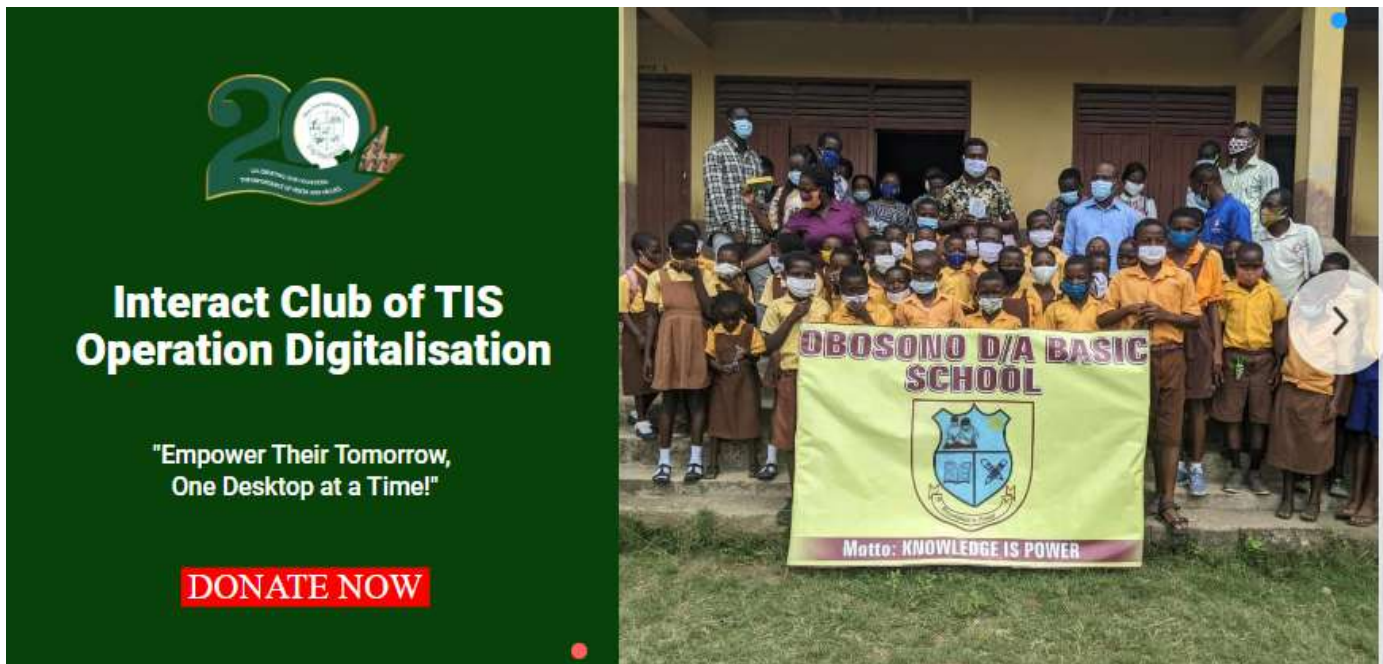 20
Interact Club of TIS
Operation Digitalisation
"Empower Their Tomorrow,
One Desktop at a Time!"
DONATE NOW
OBOSONO D/A BASIC
SCHOOL
Motto: KNOWLEDGE IS POWER